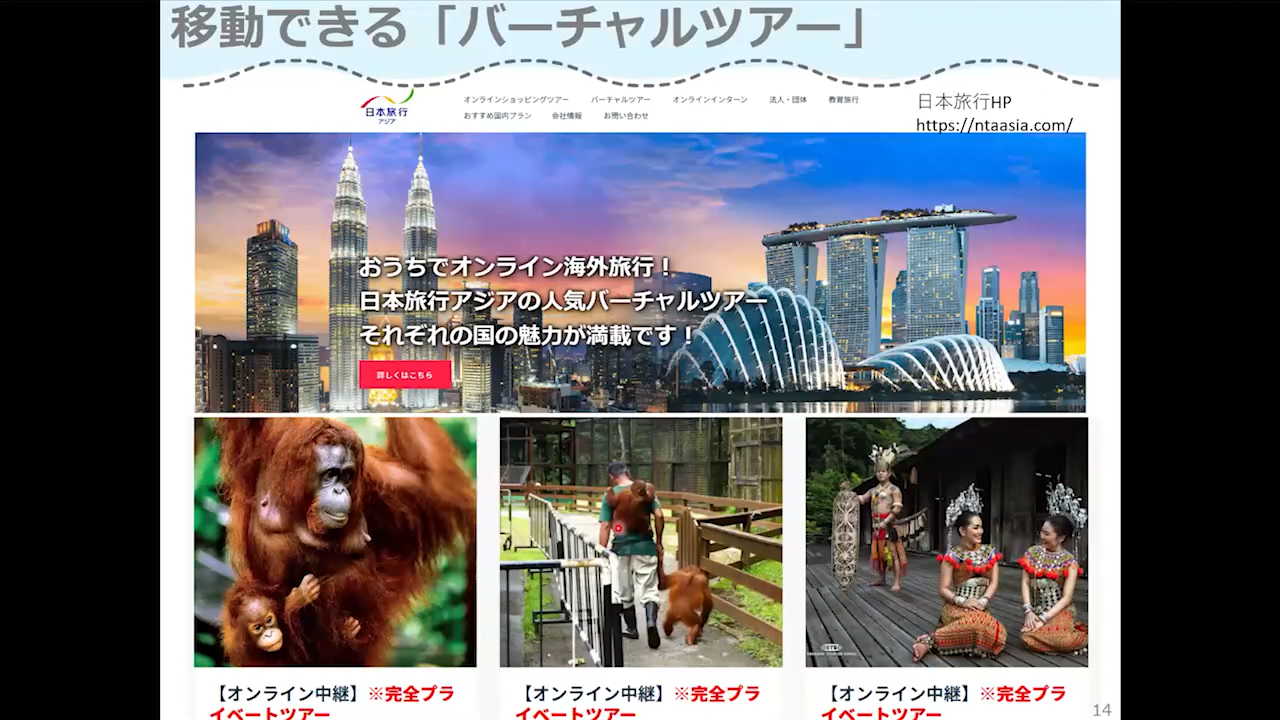 移動できる「バーチャルツアー」
日本旅行
アジア
オンラインショッピングツアー バーチャルツアー オンラインインターン 法人・団体 教育旅行
おすすめ国内プラン 会社情報 お問い合わせ
日本旅行HP
https://ntaasia.com/
おうちでオンライン海外旅行！
日本旅行アジアの人気バーチャルツアー
それぞれの国の魅力が満載です！
詳しくはこちら
【オンライン中継】※完全プラ
イベートツアー
【オンライン中継】※完全プラ
イベートツアー
【オンライン中継】※完全プラ
イベートツアー
14